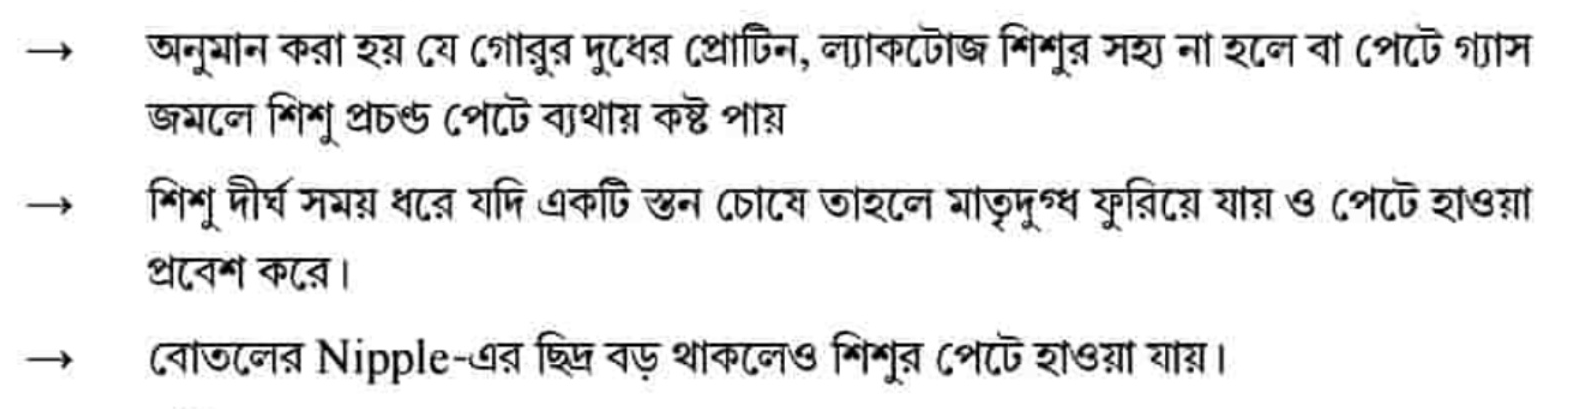 → অনুমান করা হয় যে গোরুর দুধের প্রোটিন, ল্যাকটোজ শিশুর সহ্য না হলে বা পেটে গ্যাস
জমলে শিশু প্রচণ্ড পেটে ব্যথায় কষ্ট পায়
→ শিশু দীর্ঘ সময় ধরে যদি একটি স্তন চোষে তাহলে মাতৃদুগ্ধ ফুরিয়ে যায় ও পেটে হাওয়া
প্রবেশ করে।
→ বোতলের Nipple-এর ছিদ্র বড় থাকলেও শিশুর পেটে হাওয়া যায়।